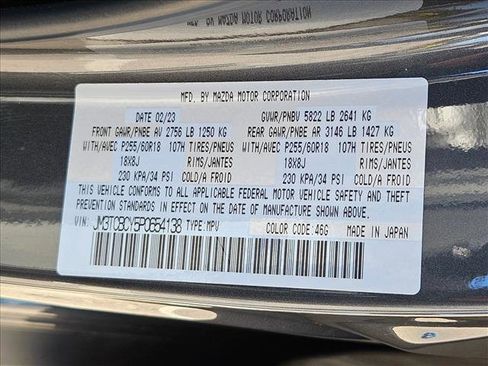 MFD. BY MAZDA MOTOR CORPORATION
DATE 02/23 GVWR/PNBV 5822 LB 2641 KG
FRONT GAWR/PNBE AV 2756 LB 1250 KG REAR GAWR/PNBE AR 3146 LB 1427 KG
WITH/AVEC P255/60R18 107H TIRES/PNEUS WITH/AVEC P255/60R18 107H TIRES/PNEUS
18X8J RIMS/JANTES 18X8J RIMS/JANTES
230 KPA/34 PSI COLD/A FROID 230 KPA/34 PSI COLD/A FROID
THIS VEHICLE CONFORMS TO ALL APPLICABLE FEDERAL MOTOR VEHICLE SAFETY AND THEFT
PREVENTION STANDARDS IN EFFECT ON THE DATE OF MANUFACTURE SHOWN ABOVE.
VIN: JM3TCBCY5P0654138 TYPE:MPV COLOR CODE:46G MADE IN JAPAN